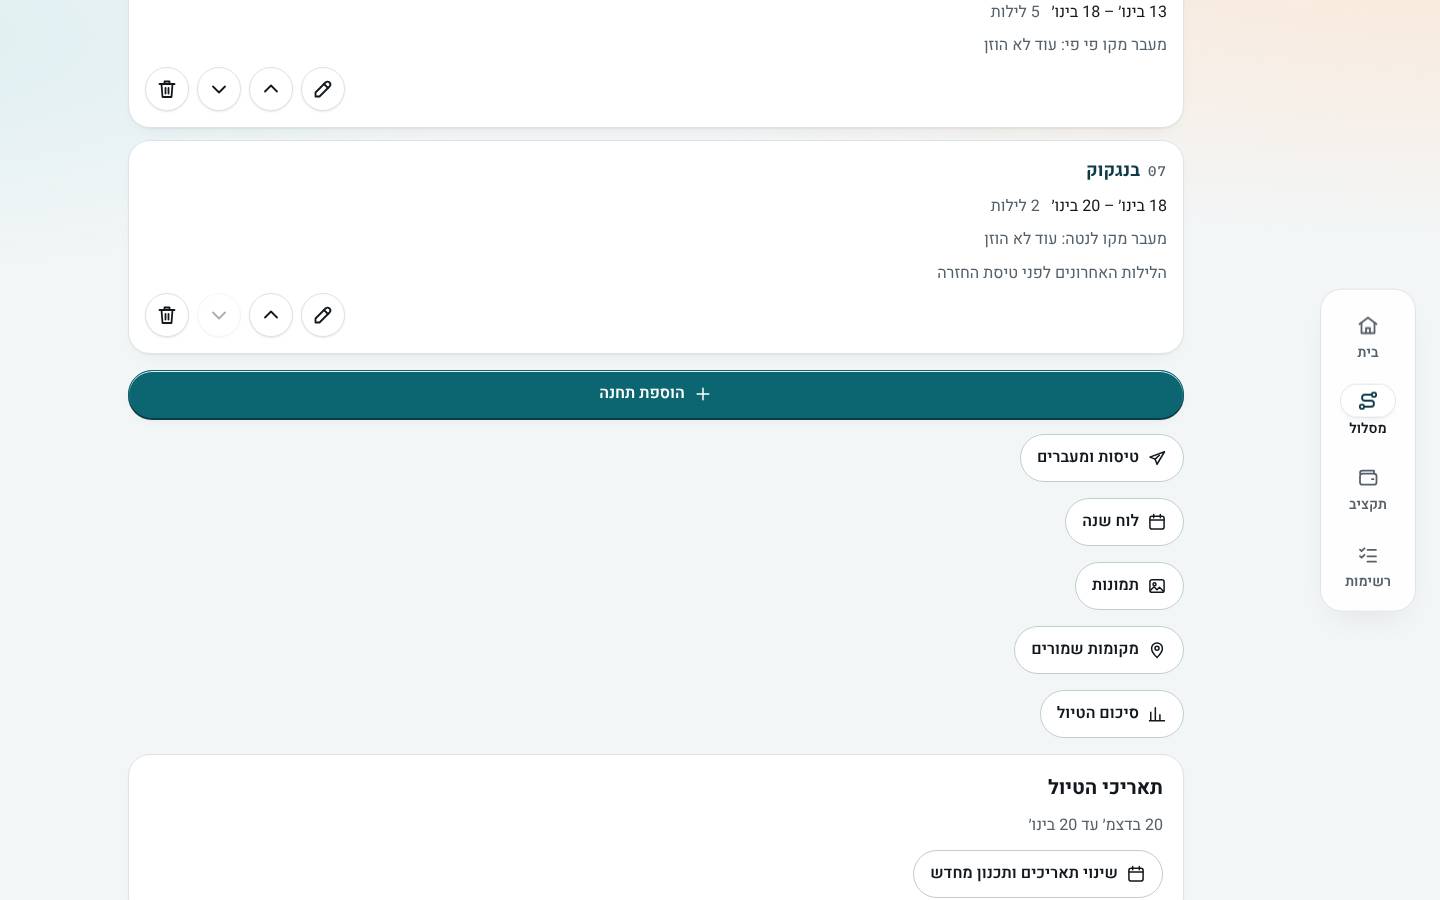 13 בינו׳ – 18 בינו׳ 5 לילות
מעבר מקו פי פי: עוד לא הוזן
07 בנגקוק
18 בינו׳ – 20 בינו׳ 2 לילות
מעבר מקו לנטה: עוד לא הוזן
הלילות האחרונים לפני טיסת החזרה
הוספת תחנה
טיסות ומעברים
לוח שנה
תמונות
מקומות שמורים
סיכום הטיול
תאריכי הטיול
20 בדצמ׳ עד 20 בינו׳
שינוי תאריכים ותכנון מחדש
בית
מסלול
תקציב
רשימות